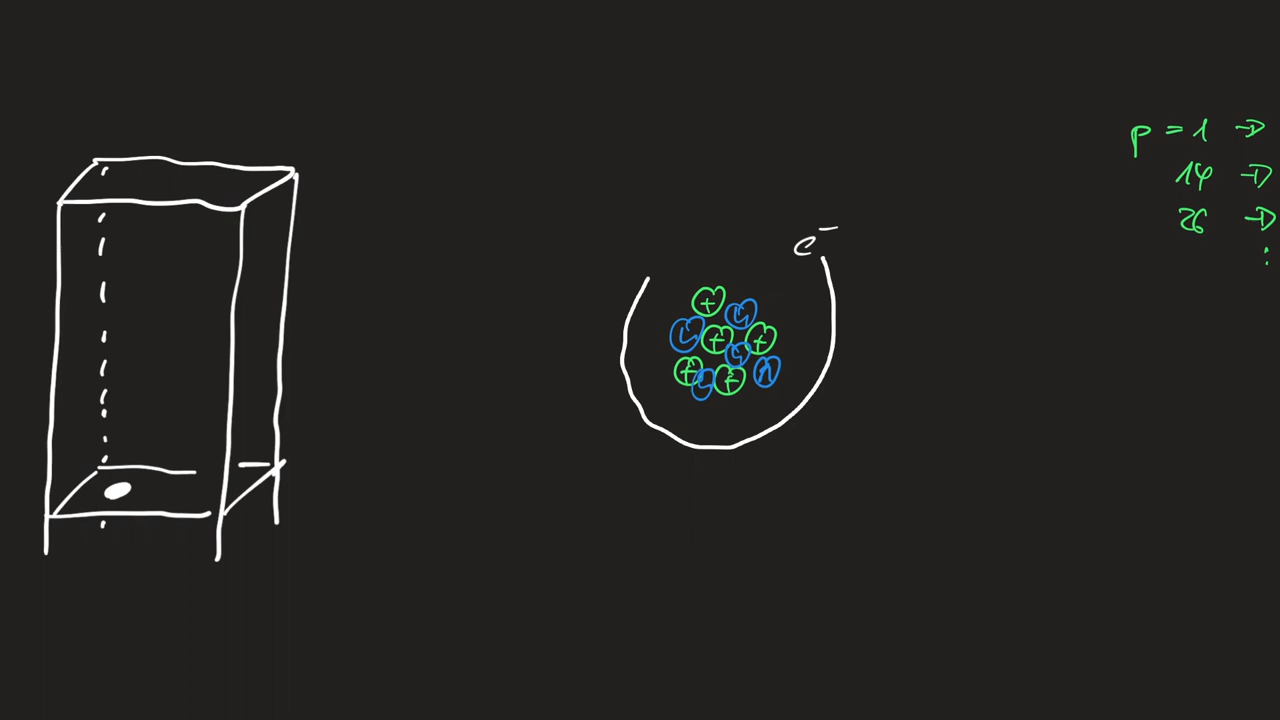 p = 1 →
14 →
26 →
:
e⁻
+
+ +
+ +
n